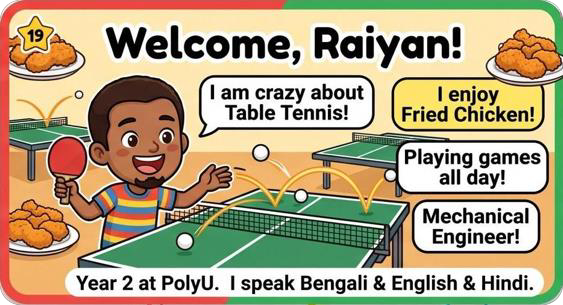 19
Welcome, Raiyan!
I am crazy about
Table Tennis!
I enjoy
Fried Chicken!
Playing games
all day!
Mechanical
Engineer!
Year 2 at PolyU. I speak Bengali & English & Hindi.